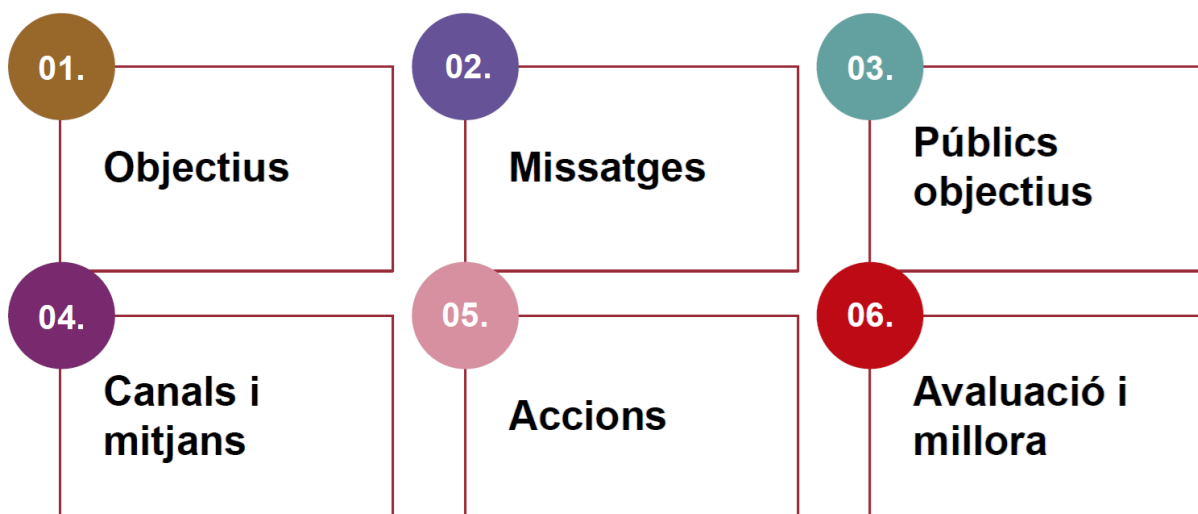 01.
Objectius
02.
Missatges
03.
Públics
objectius
04.
Canals i
mitjans
05.
Accions
06.
Avaluació i
millora